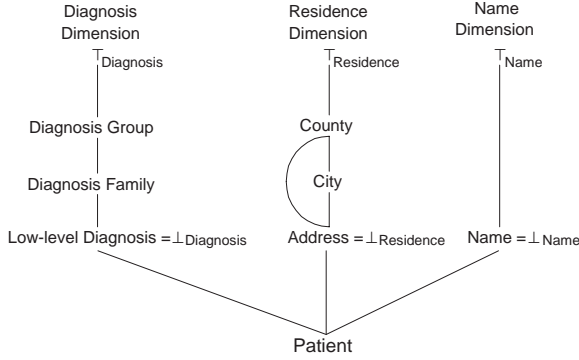 Diagnosis
Dimension
Residence
Dimension
Name
Dimension
⊤Diagnosis
⊤Residence
⊤Name
Diagnosis Group
County
Diagnosis Family
City
Low-level Diagnosis =⊥Diagnosis
Address =⊥Residence
Name =⊥Name
Patient